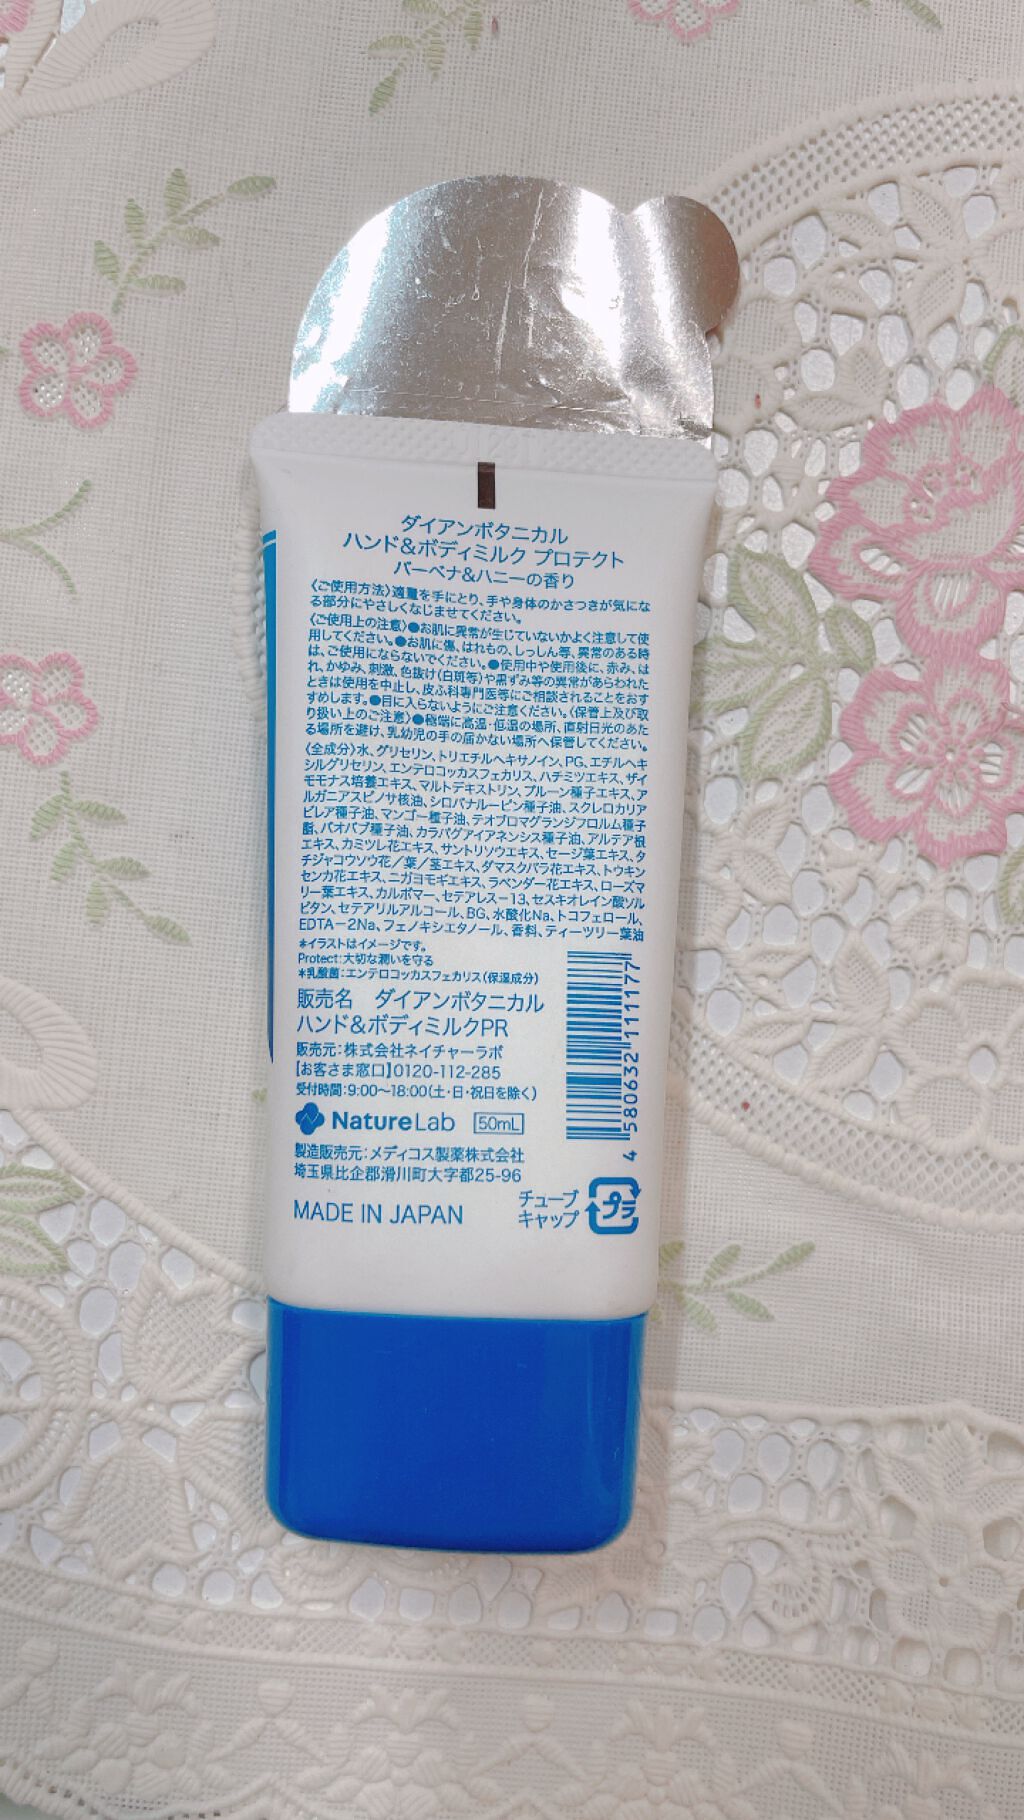 ダイアンボタニカル
ハンド&ボディミルク プロテクト
バーベナ&ハニーの香り
〈ご使用方法〉適量を手にとり、手や身体のかさつきが気にな
る部分にやさしくなじませてください。
〈ご使用上の注意〉●お肌に異常が生じていないかよく注意して使
用してください。●お肌に傷、はれもの、しっしん等、異常のある時
は、ご使用にならないでください。●使用中や使用後に、赤み、は
れ、かゆみ、刺激、色抜け(白斑等)や黒ずみ等の異常があらわれた
ときは使用を中止し、皮ふ科専門医等にご相談されることをおす
すめします。●目に入らないようにご注意ください。〈保管上及び取
り扱い上のご注意〉●極端に高温・低温の場所、直射日光のあた
る場所を避け、乳幼児の手の届かない場所へ保管してください。
〈全成分〉水、グリセリン、トリエチルヘキサノイン、PG、エチルヘキ
シルグリセリン、エンテロコッカスフェカリス、ハチミツエキス、ザイ
モモナス培養エキス、マルトデキストリン、プルーン種子エキス、ア
ルガニアスピノサ核油、シロバナルーピン種子油、スクレロカリア
ビレア種子油、マンゴー種子油、テオブロマグランジフロルム種子
脂、バオバブ種子油、カラパグアイアネンシス種子油、アルテア根
エキス、カミツレ花エキス、サントリソウエキス、セージ葉エキス、タ
チジャコウソウ花／葉／茎エキス、ダマスクバラ花エキス、トウキン
センカ花エキス、ニガヨモギエキス、ラベンダー花エキス、ローズマ
リー葉エキス、カルボマー、セテアレス－13、セスキオレイン酸ソル
ビタン、セテアリルアルコール、BG、水酸化Na、トコフェロール、
EDTA－2Na、フェノキシエタノール、香料、ティーツリー葉油
*イラストはイメージです。
Protect:大切な潤いを守る
*乳酸菌:エンテロコッカスフェカリス(保湿成分)
販売名 ダイアンボタニカル
ハンド&ボディミルクPR
販売元:株式会社ネイチャーラボ
【お客さま窓口】0120-112-285
受付時間:9:00〜18:00(土・日・祝日を除く)
NatureLab 50mL
製造販売元:メディコス製薬株式会社
埼玉県比企郡滑川町大字都25-96
MADE IN JAPAN
チューブ
キャップ
プラ
4 580632 111177